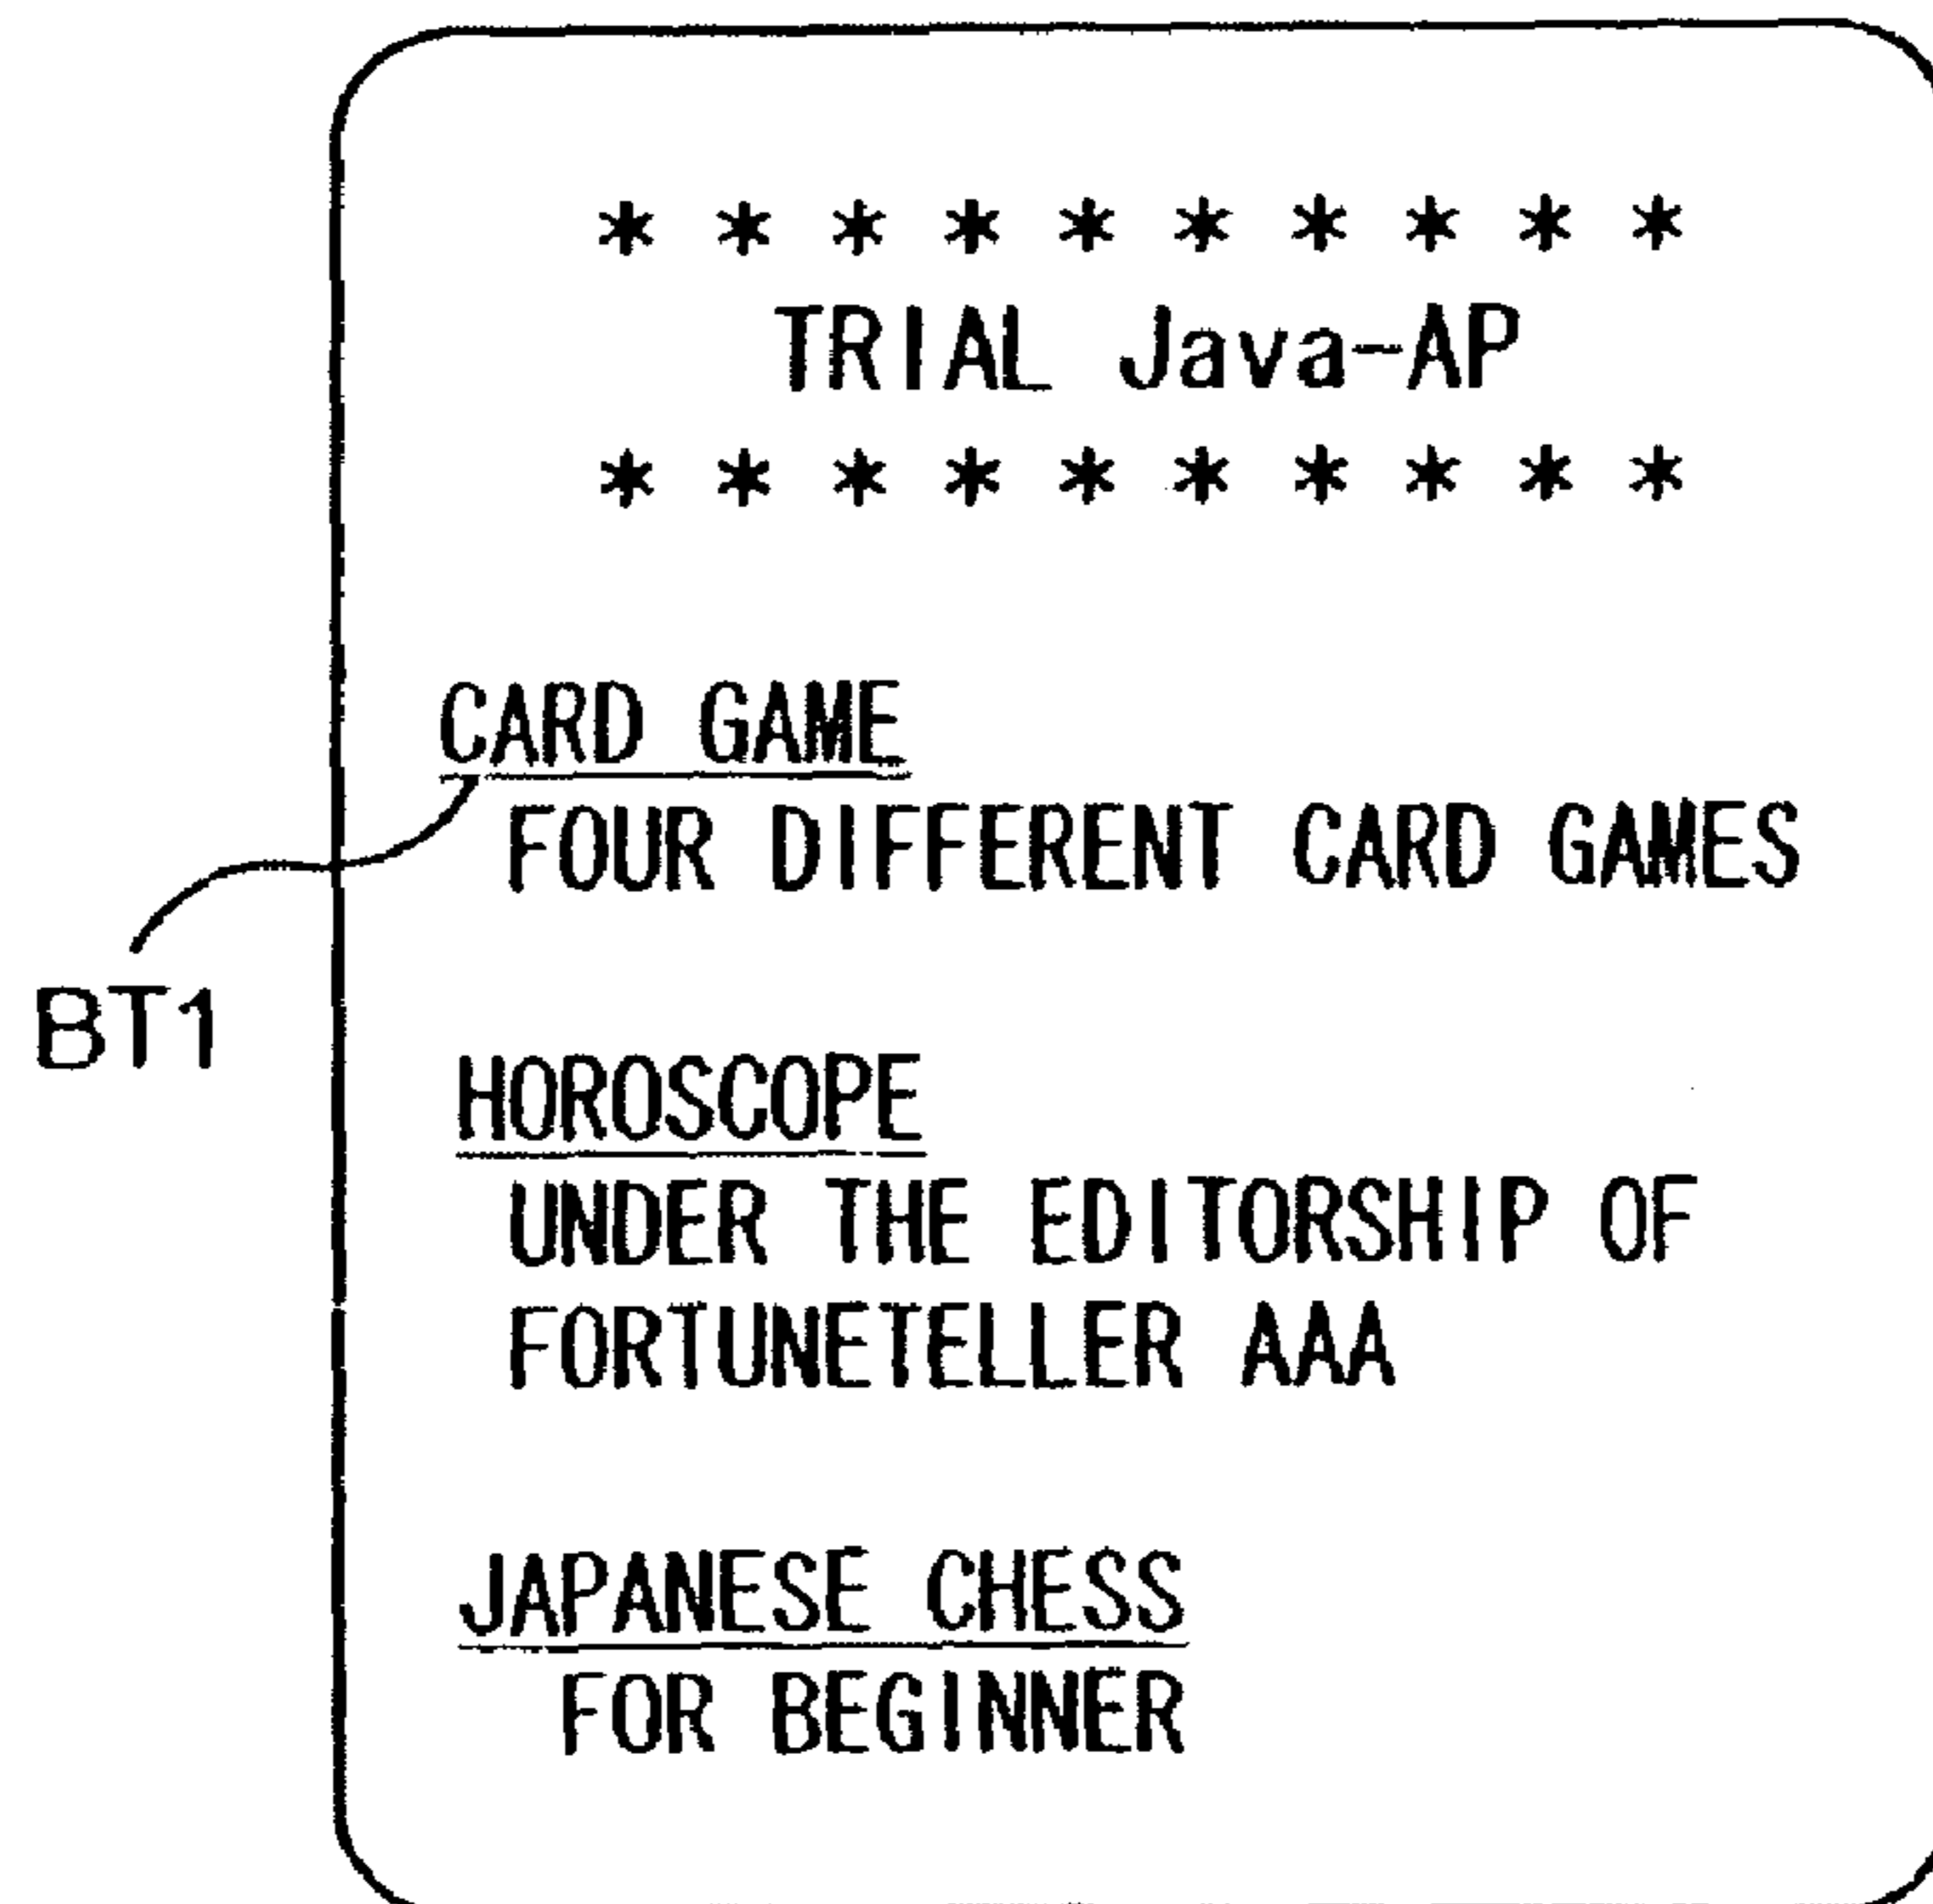 * * * * * * * * * *
TRIAL Java-AP
* * * * * * * * * *
CARD GAME
FOUR DIFFERENT CARD GAMES
BT1
HOROSCOPE
UNDER THE EDITORSHIP OF
FORTUNETELLER AAA
JAPANESE CHESS
FOR BEGINNER